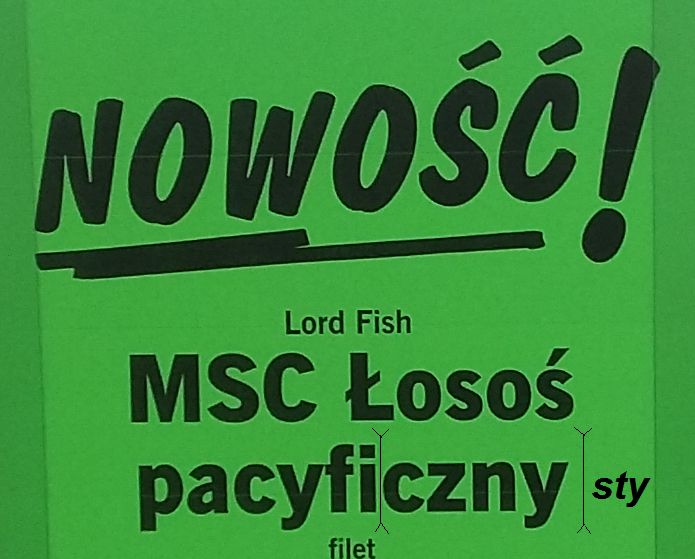 NOWOŚĆ!
Lord Fish
MSC Łosoś
pacyficzny sty
filet